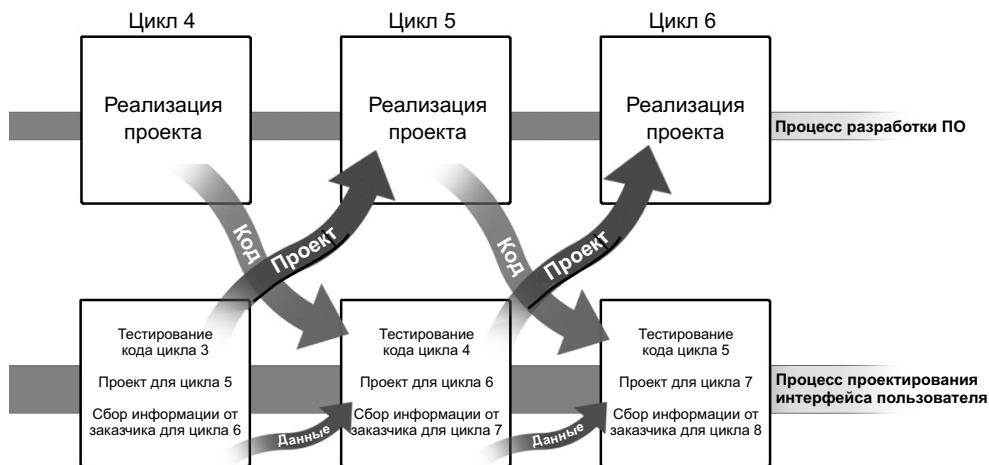 Цикл 4
Цикл 5
Цикл 6
Реализация
проекта
Реализация
проекта
Реализация
проекта
Процесс разработки ПО
Код
Проект
Код
Проект
Тестирование
кода цикла 3
Проект для цикла 5
Сбор информации от
заказчика для цикла 6
Данные
Тестирование
кода цикла 4
Проект для цикла 6
Сбор информации от
заказчика для цикла 7
Данные
Тестирование
кода цикла 5
Проект для цикла 7
Сбор информации от
заказчика для цикла 8
Процесс проектирования
интерфейса пользователя